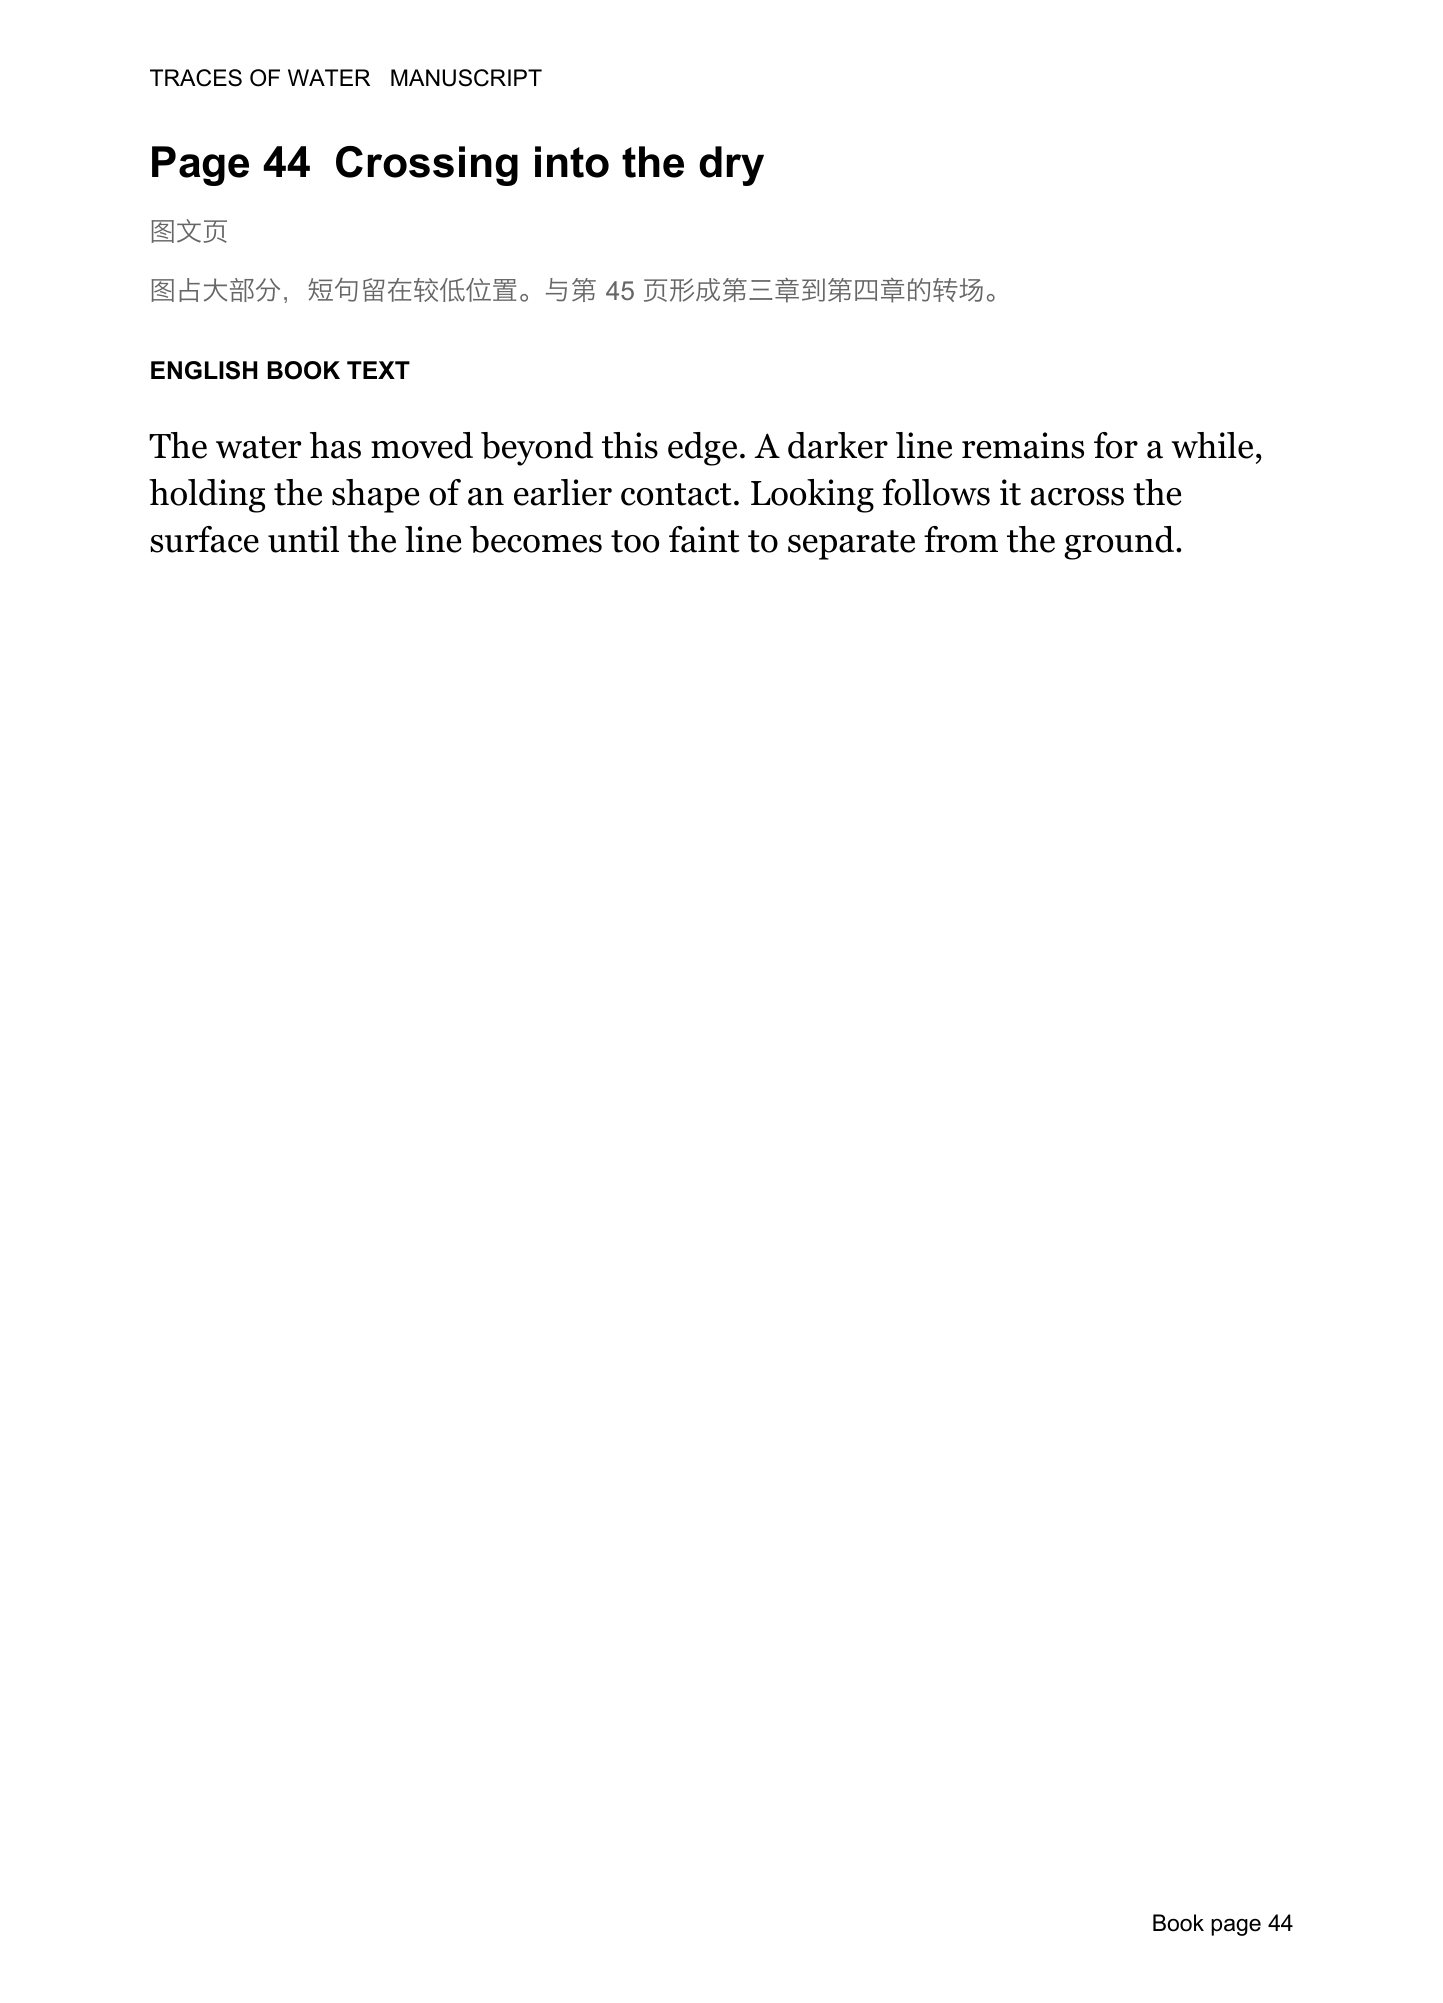 TRACES OF WATER   MANUSCRIPT
Page 44  Crossing into the dry
图文页
图占大部分，短句留在较低位置。与第 45 页形成第三章到第四章的转场。
ENGLISH BOOK TEXT
The water has moved beyond this edge. A darker line remains for a while,
holding the shape of an earlier contact. Looking follows it across the
surface until the line becomes too faint to separate from the ground.
Book page 44